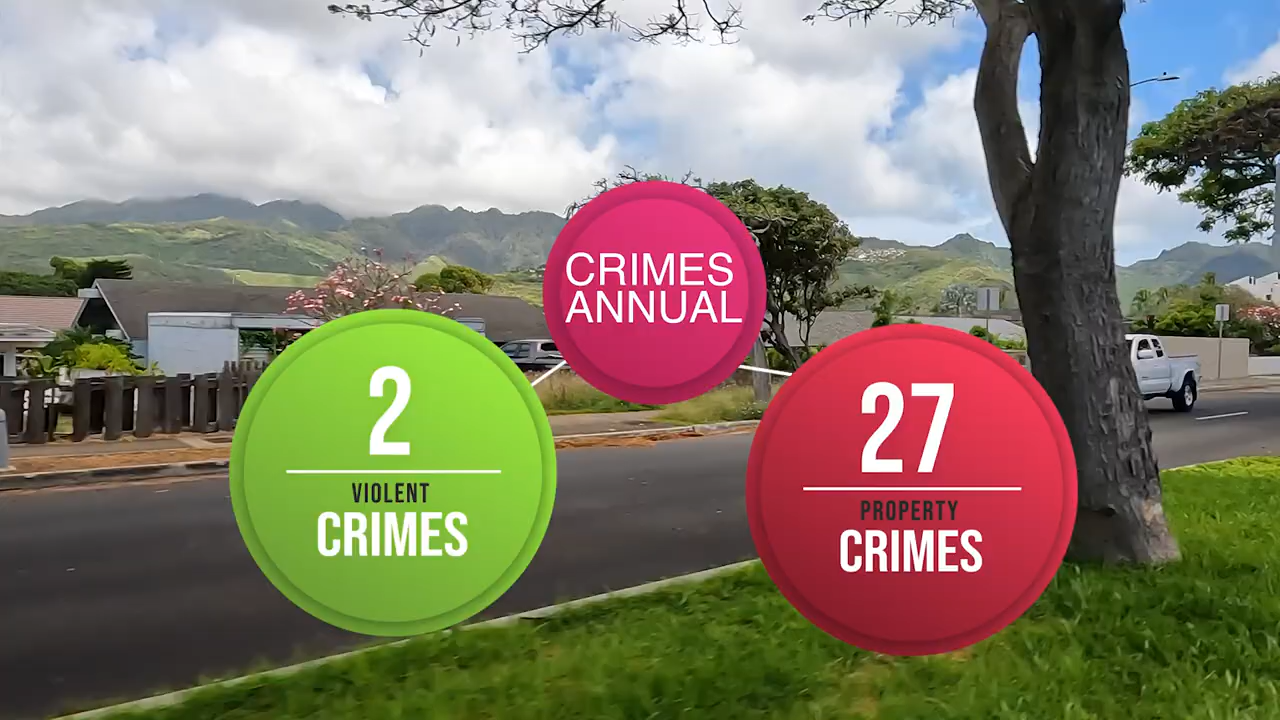 CRIMES
ANNUAL
2
VIOLENT
CRIMES
27
PROPERTY
CRIMES